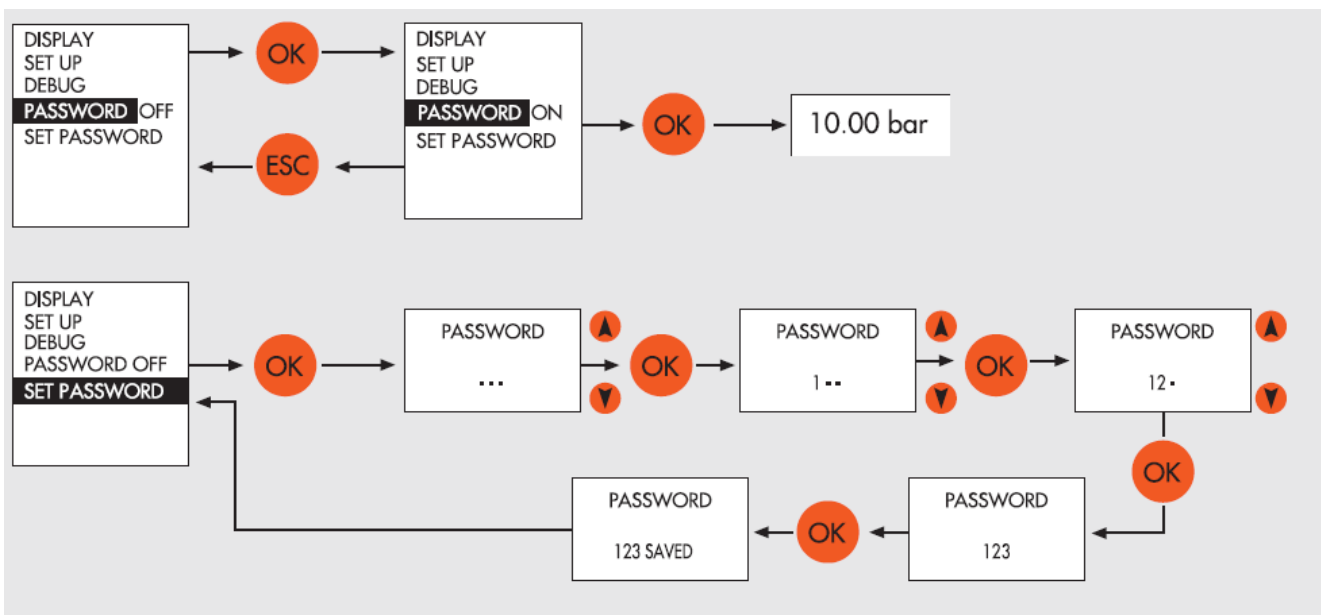 DISPLAY
SET UP
DEBUG
PASSWORD OFF
SET PASSWORD
OK
ESC
DISPLAY
SET UP
DEBUG
PASSWORD ON
SET PASSWORD
OK
10.00 bar
DISPLAY
SET UP
DEBUG
PASSWORD OFF
SET PASSWORD
OK
PASSWORD
...
OK
PASSWORD
1--
OK
PASSWORD
12-
OK
PASSWORD
123
OK
PASSWORD
123 SAVED